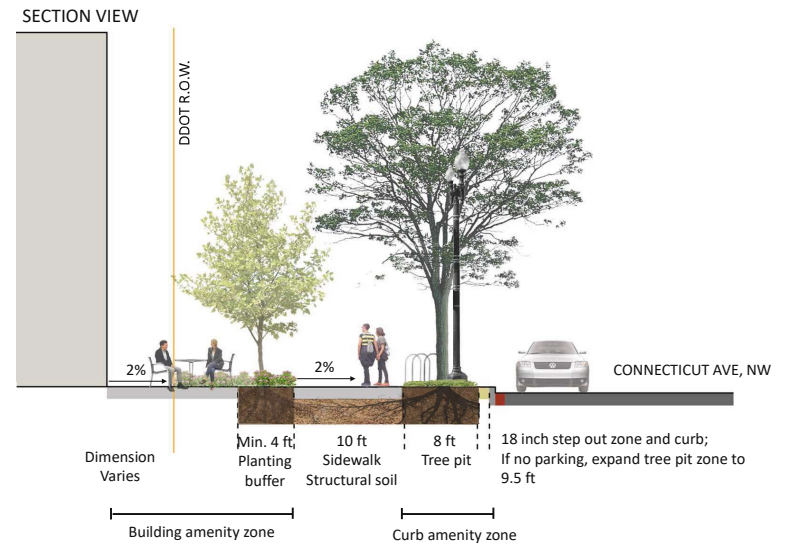 SECTION VIEW
DDOT R.O.W.
2%
2%
CONNECTICUT AVE, NW
Dimension
Varies
Min. 4 ft
Planting
buffer
10 ft
Sidewalk
Structural soil
8 ft
Tree pit
18 inch step out zone and curb;
If no parking, expand tree pit zone to
9.5 ft
Building amenity zone
Curb amenity zone